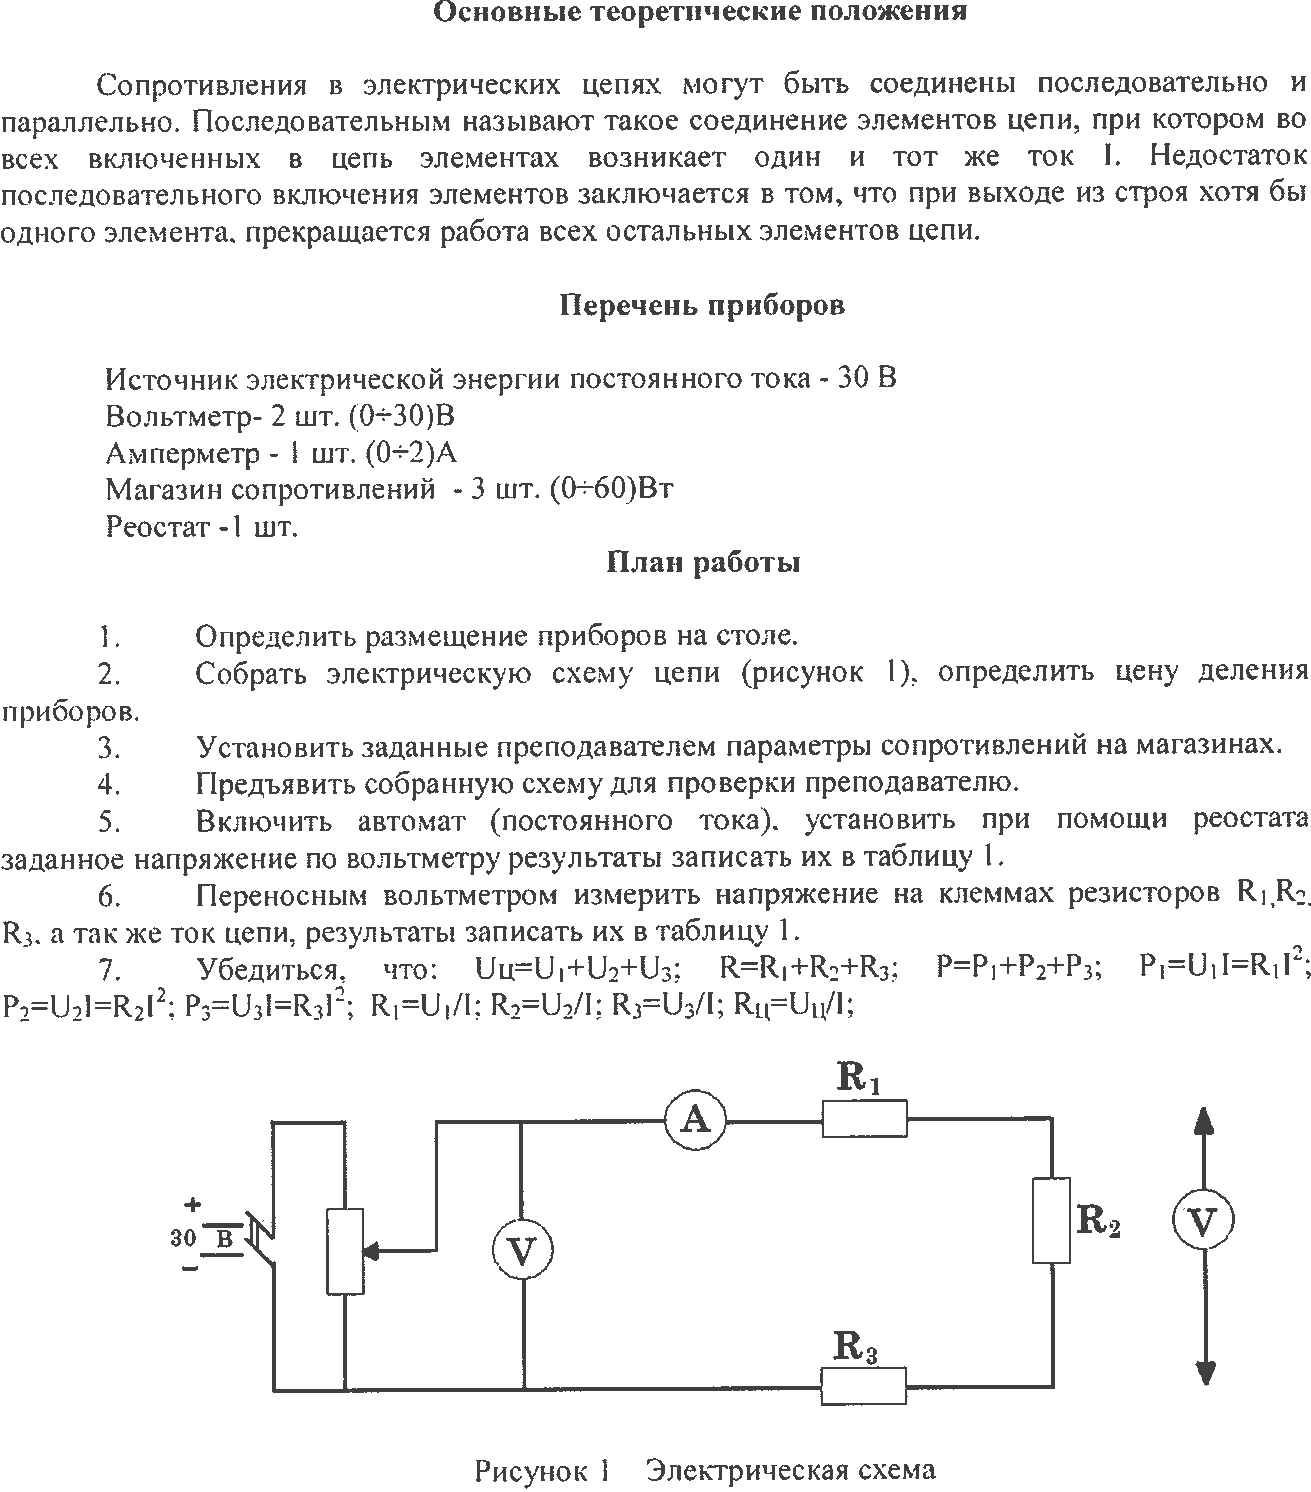 Основные теоретические положения
Сопротивления в электрических цепях могут быть соединены последовательно и
параллельно. Последовательным называют такое соединение элементов цепи, при котором во
всех включенных в цепь элементах возникает один и тот же ток I. Недостаток
последовательного включения элементов заключается в том, что при выходе из строя хотя бы
одного элемента. прекращается работа всех остальных элементов цепи.
Перечень приборов
Источник электрической энергии постоянного тока - 30 В
Вольтметр- 2 шт. (0÷30)В
Амперметр - 1 шт. (0÷2)А
Магазин сопротивлений - 3 шт. (0÷60)Вт
Реостат -1 шт.
План работы
1. Определить размещение приборов на столе.
2. Собрать электрическую схему цепи (рисунок 1), определить цену деления
приборов.
3. Установить заданные преподавателем параметры сопротивлений на магазинах.
4. Предъявить собранную схему для проверки преподавателю.
5. Включить автомат (постоянного тока). установить при помощи реостата
заданное напряжение по вольтметру результаты записать их в таблицу 1.
6. Переносным вольтметром измерить напряжение на клеммах резисторов R₁,R₂,
R₃. а так же ток цепи, результаты записать их в таблицу 1.
7. Убедиться, что: Uц=U₁+U₂+U₃; R=R₁+R₂+R₃; P=P₁+P₂+P₃; P₁=U₁I=R₁I²;
P₂=U₂I=R₂I²; P₃=U₃I=R₃I²; R₁=U₁/I; R₂=U₂/I; R₃=U₃/I; Rц=Uц/I;
R₁
A
+
30 В
−
V
R₂
V
R₃
Рисунок 1 Электрическая схема